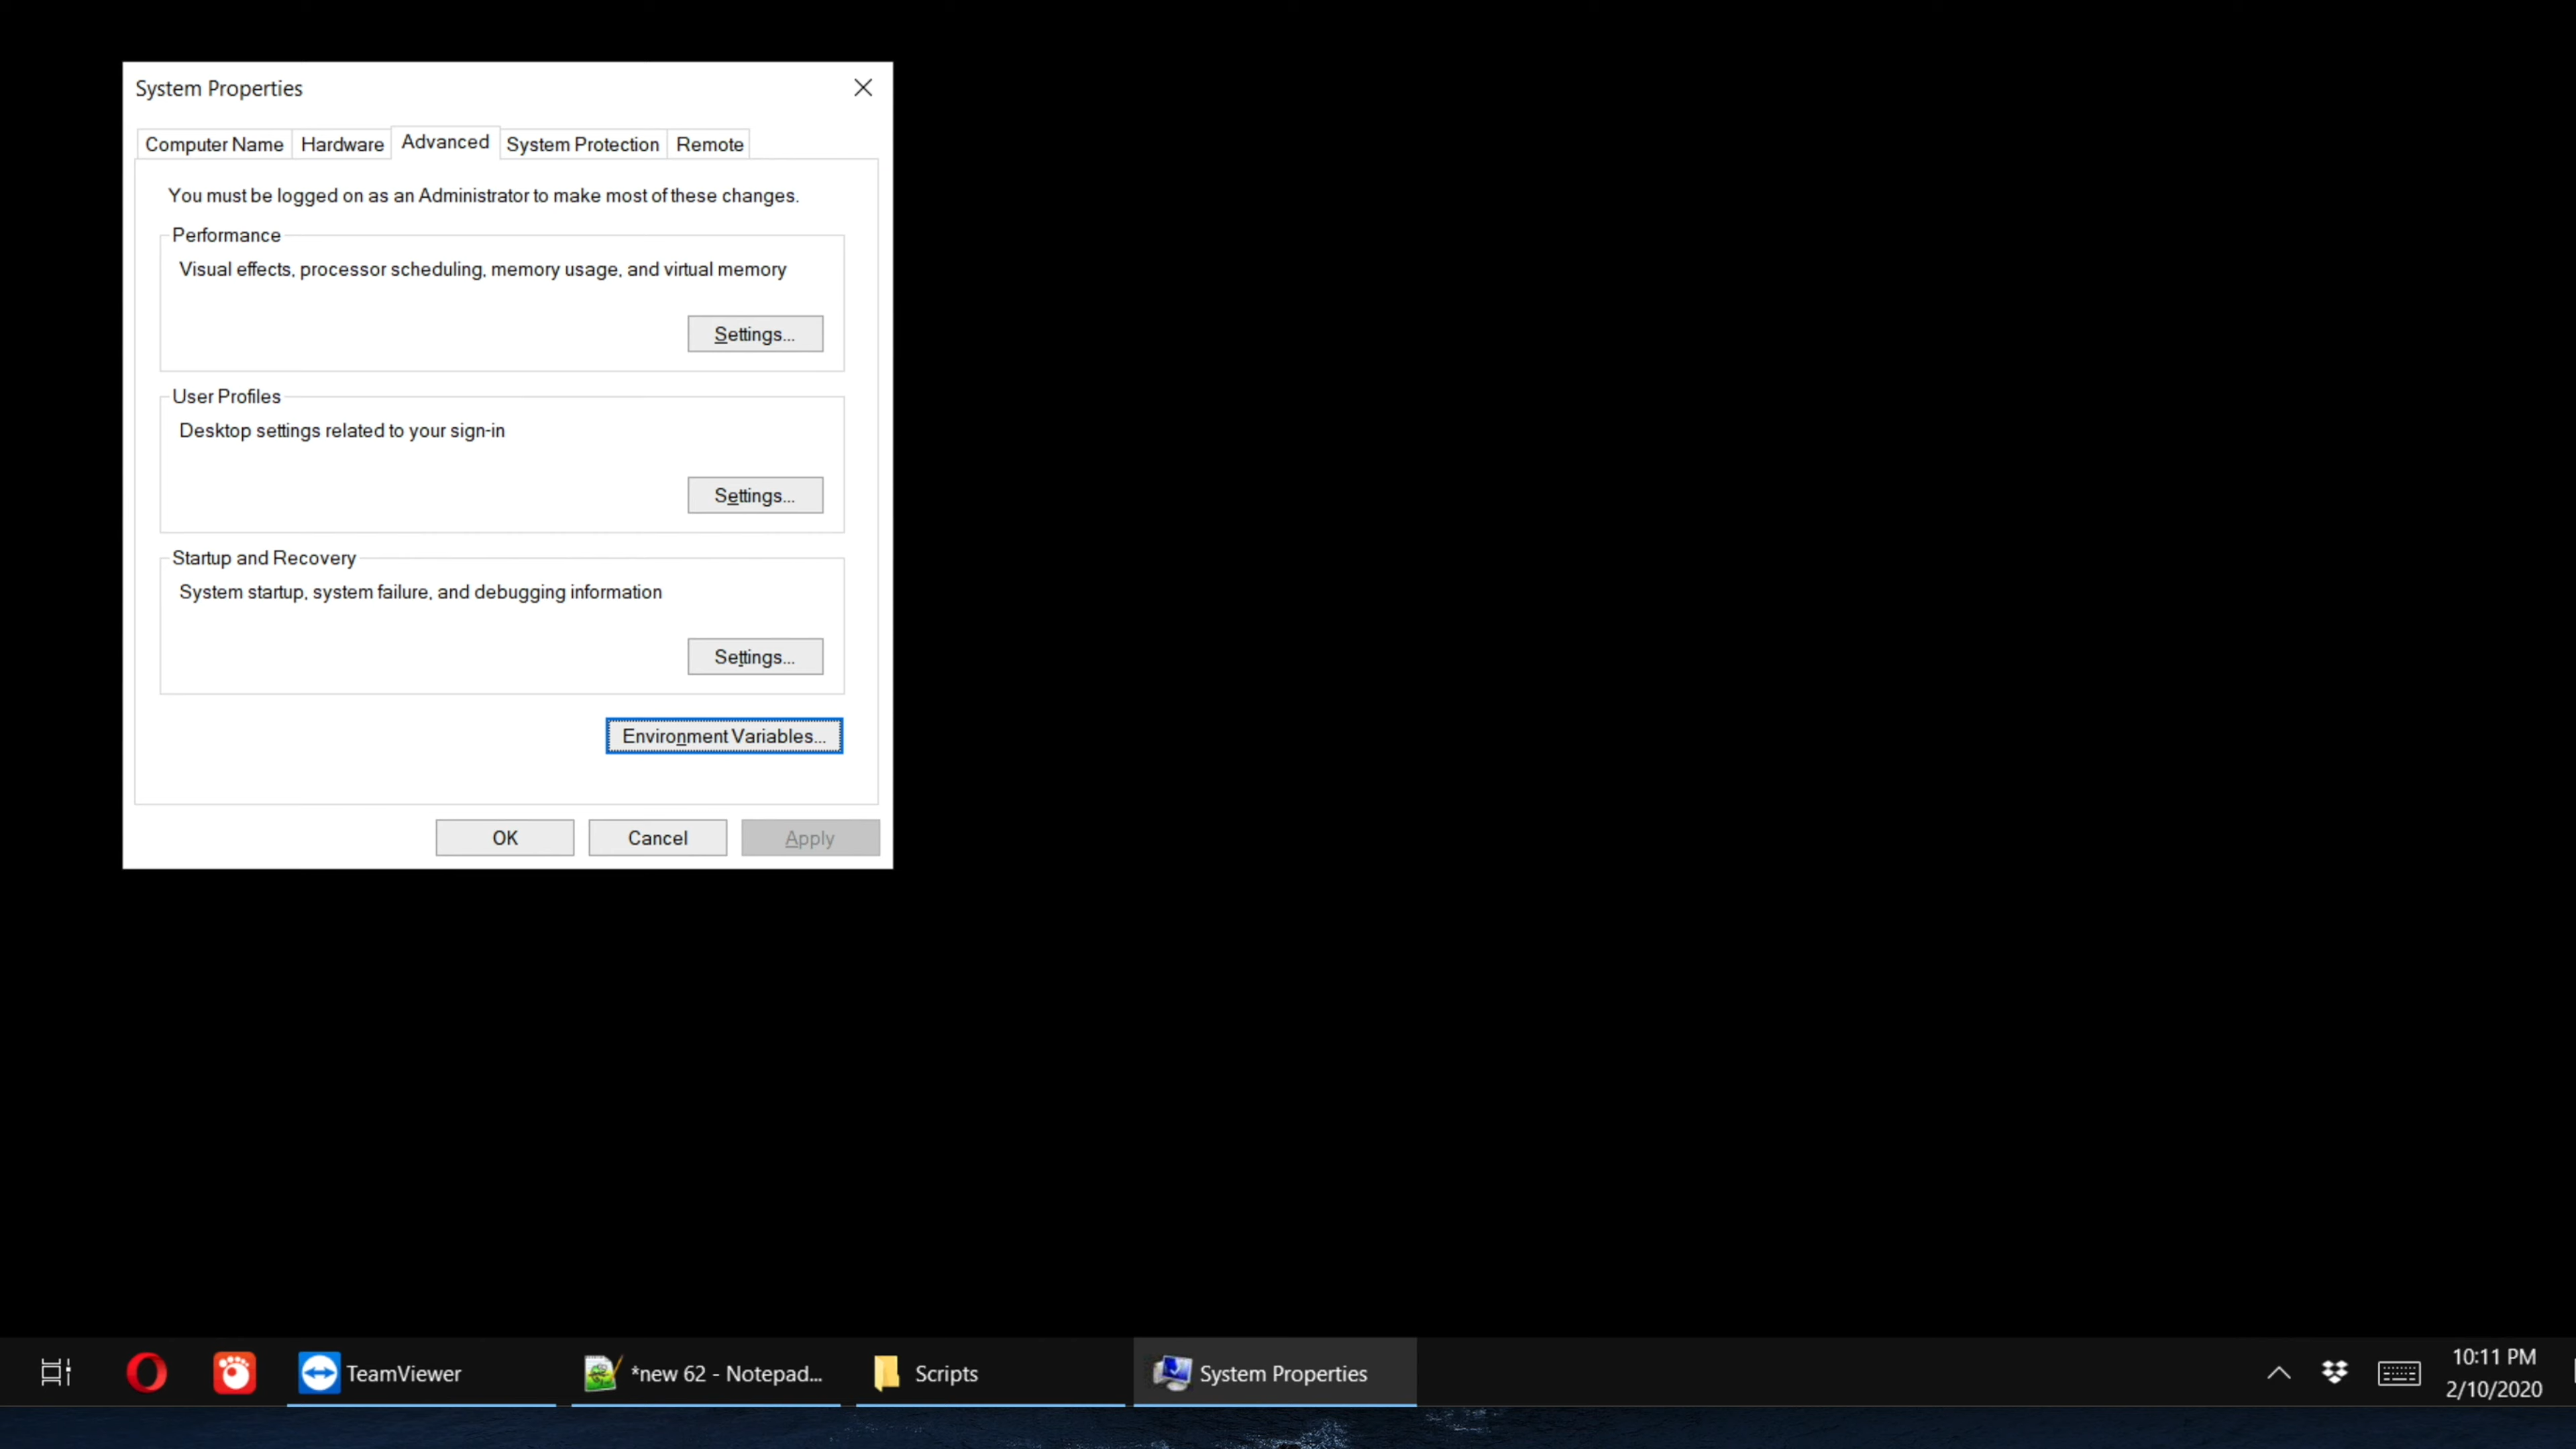 System Properties
Computer Name Hardware Advanced System Protection Remote
You must be logged on as an Administrator to make most of these changes.
Performance
Visual effects, processor scheduling, memory usage, and virtual memory
Settings...
User Profiles
Desktop settings related to your sign-in
Settings...
Startup and Recovery
System startup, system failure, and debugging information
Settings...
Environment Variables...
OK Cancel Apply
TeamViewer *new 62 - Notepad... Scripts System Properties
10:11 PM
2/10/2020